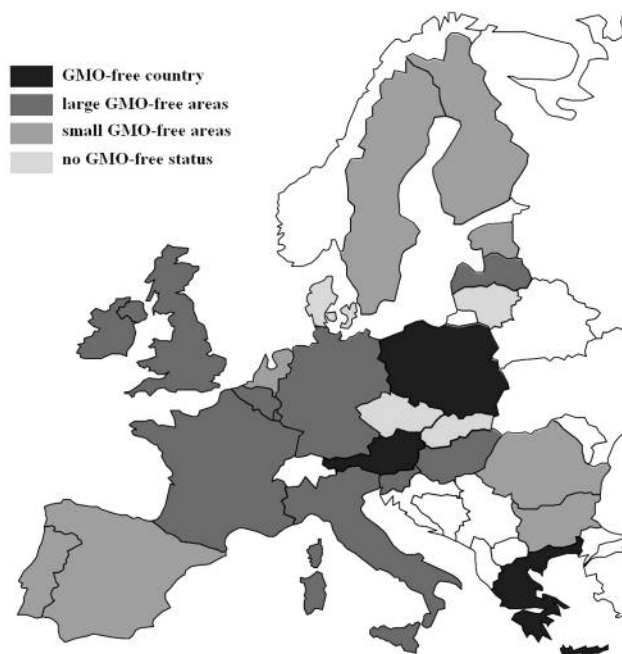 GMO-free country
large GMO-free areas
small GMO-free areas
no GMO-free status